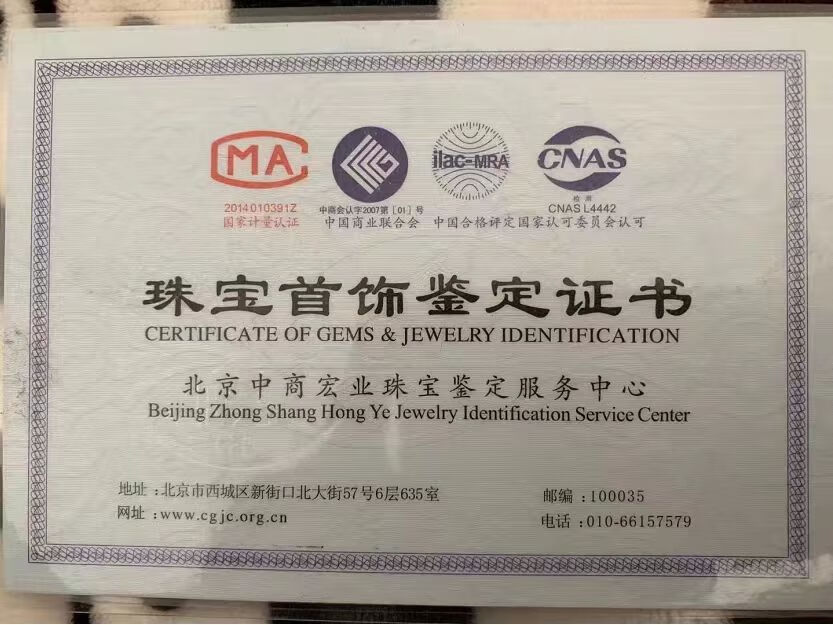 MA
ilac-MRA
CNAS
检测
2014010391Z
中商会认字2007第[01]号
CNAS L4442
国家计量认证
中国商业联合会
中国合格评定国家认可委员会认可
珠宝首饰鉴定证书
CERTIFICATE OF GEMS & JEWELRY IDENTIFICATION
北京中商宏业珠宝鉴定服务中心
Beijing Zhong Shang Hong Ye Jewelry Identification Service Center
地址:北京市西城区新街口北大街57号6层635室
邮编:100035
网址:www.cgjc.org.cn
电话:010-66157579